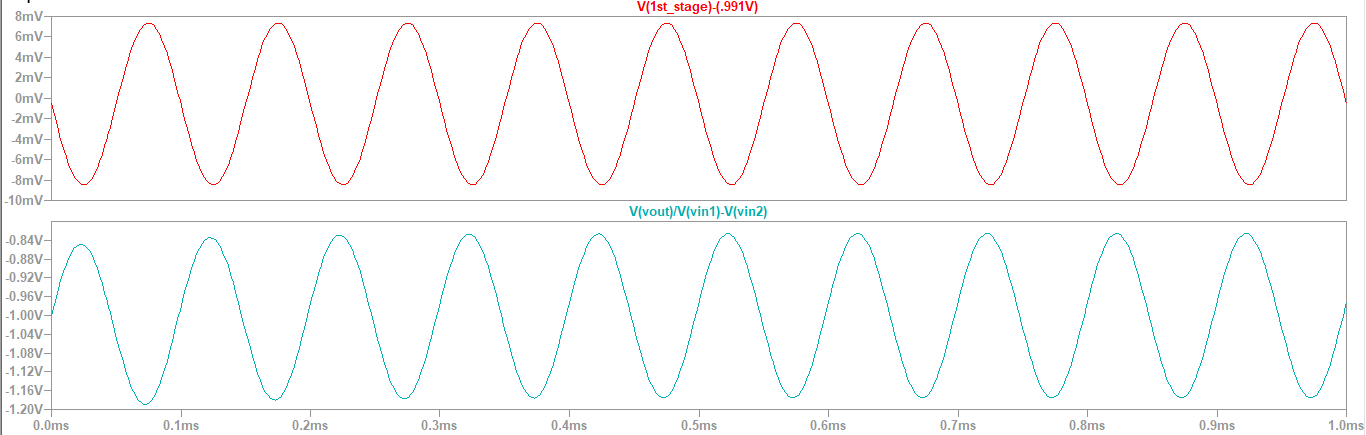 V(1st_stage)-(.991V)
8mV
6mV
4mV
2mV
0mV
-2mV
-4mV
-6mV
-8mV
-10mV
V(vout)/V(vin1)-V(vin2)
-0.84V
-0.88V
-0.92V
-0.96V
-1.00V
-1.04V
-1.08V
-1.12V
-1.16V
-1.20V
0.0ms 0.1ms 0.2ms 0.3ms 0.4ms 0.5ms 0.6ms 0.7ms 0.8ms 0.9ms 1.0ms